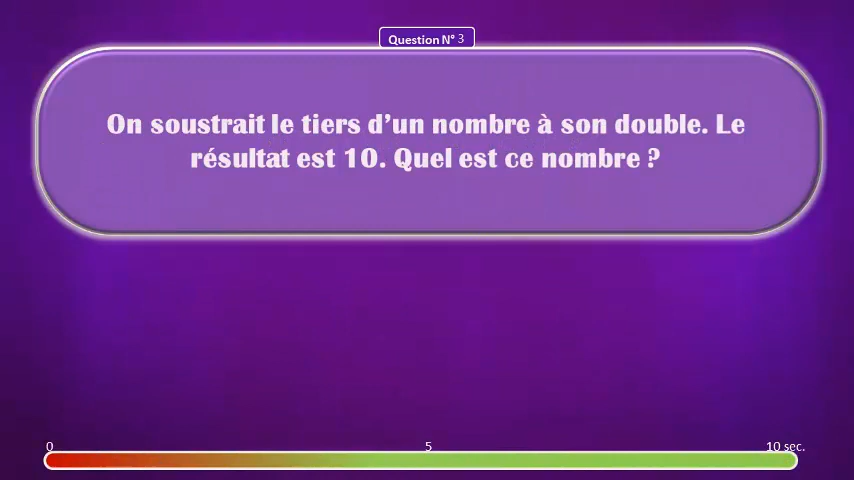 Question N° 3
On soustrait le tiers d’un nombre à son double. Le
résultat est 10. Quel est ce nombre ?
0 5 10 sec.